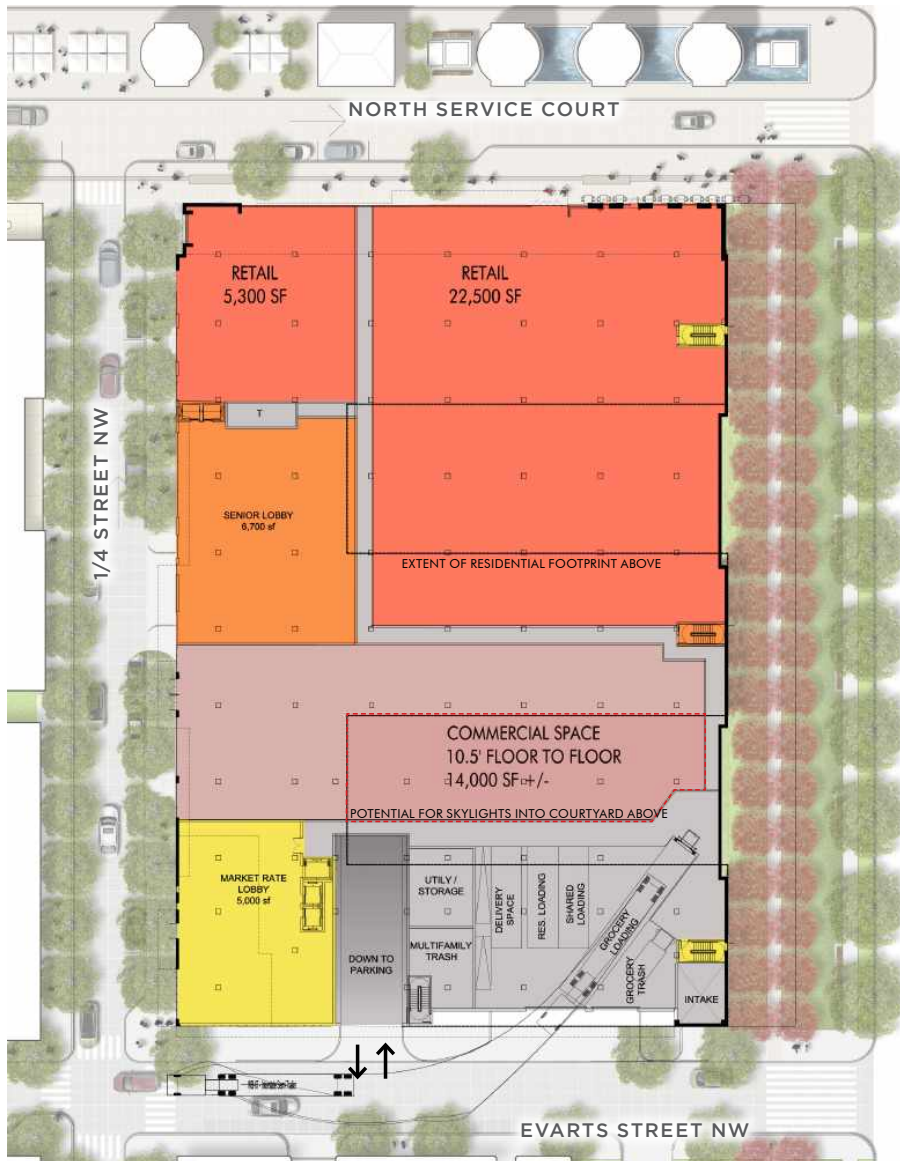 NORTH SERVICE COURT
RETAIL
5,300 SF
RETAIL
22,500 SF
1/4 STREET NW
T
SENIOR LOBBY
6,700 sf
EXTENT OF RESIDENTIAL FOOTPRINT ABOVE
COMMERCIAL SPACE
10.5' FLOOR TO FLOOR
14,000 SF +/-
POTENTIAL FOR SKYLIGHTS INTO COURTYARD ABOVE
MARKET RATE
LOBBY
5,000 sf
DOWN TO
PARKING
UTILY /
STORAGE
MULTIFAMILY
TRASH
DELIVERY
SPACE
RES. LOADING
SHARED
LOADING
GROCERY
LOADING
GROCERY
TRASH
INTAKE
EVARTS STREET NW